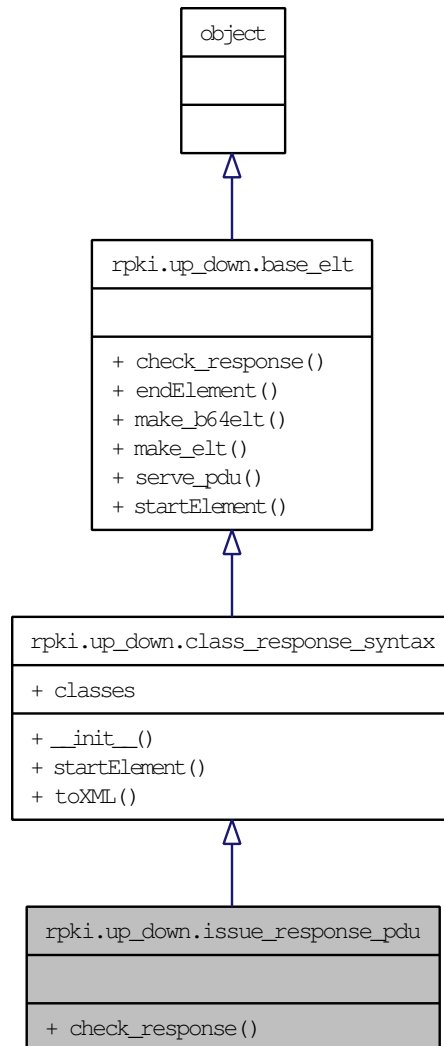 object
rpki.up_down.base_elt
+ check_response()
+ endElement()
+ make_b64elt()
+ make_elt()
+ serve_pdu()
+ startElement()
rpki.up_down.class_response_syntax
+ classes
+ __init__()
+ startElement()
+ toXML()
rpki.up_down.issue_response_pdu
+ check_response()